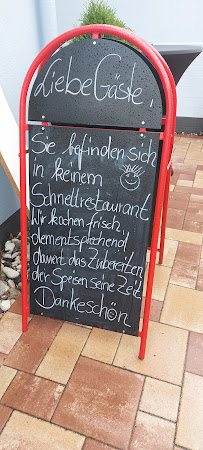 Liebe Gäste,
Sie befinden sich
in keinem
Schnellrestaurant
Wir kochen frisch,
dementsprechend
dauert das Zubereiten
der Speisen seine Zeit
Dankeschön